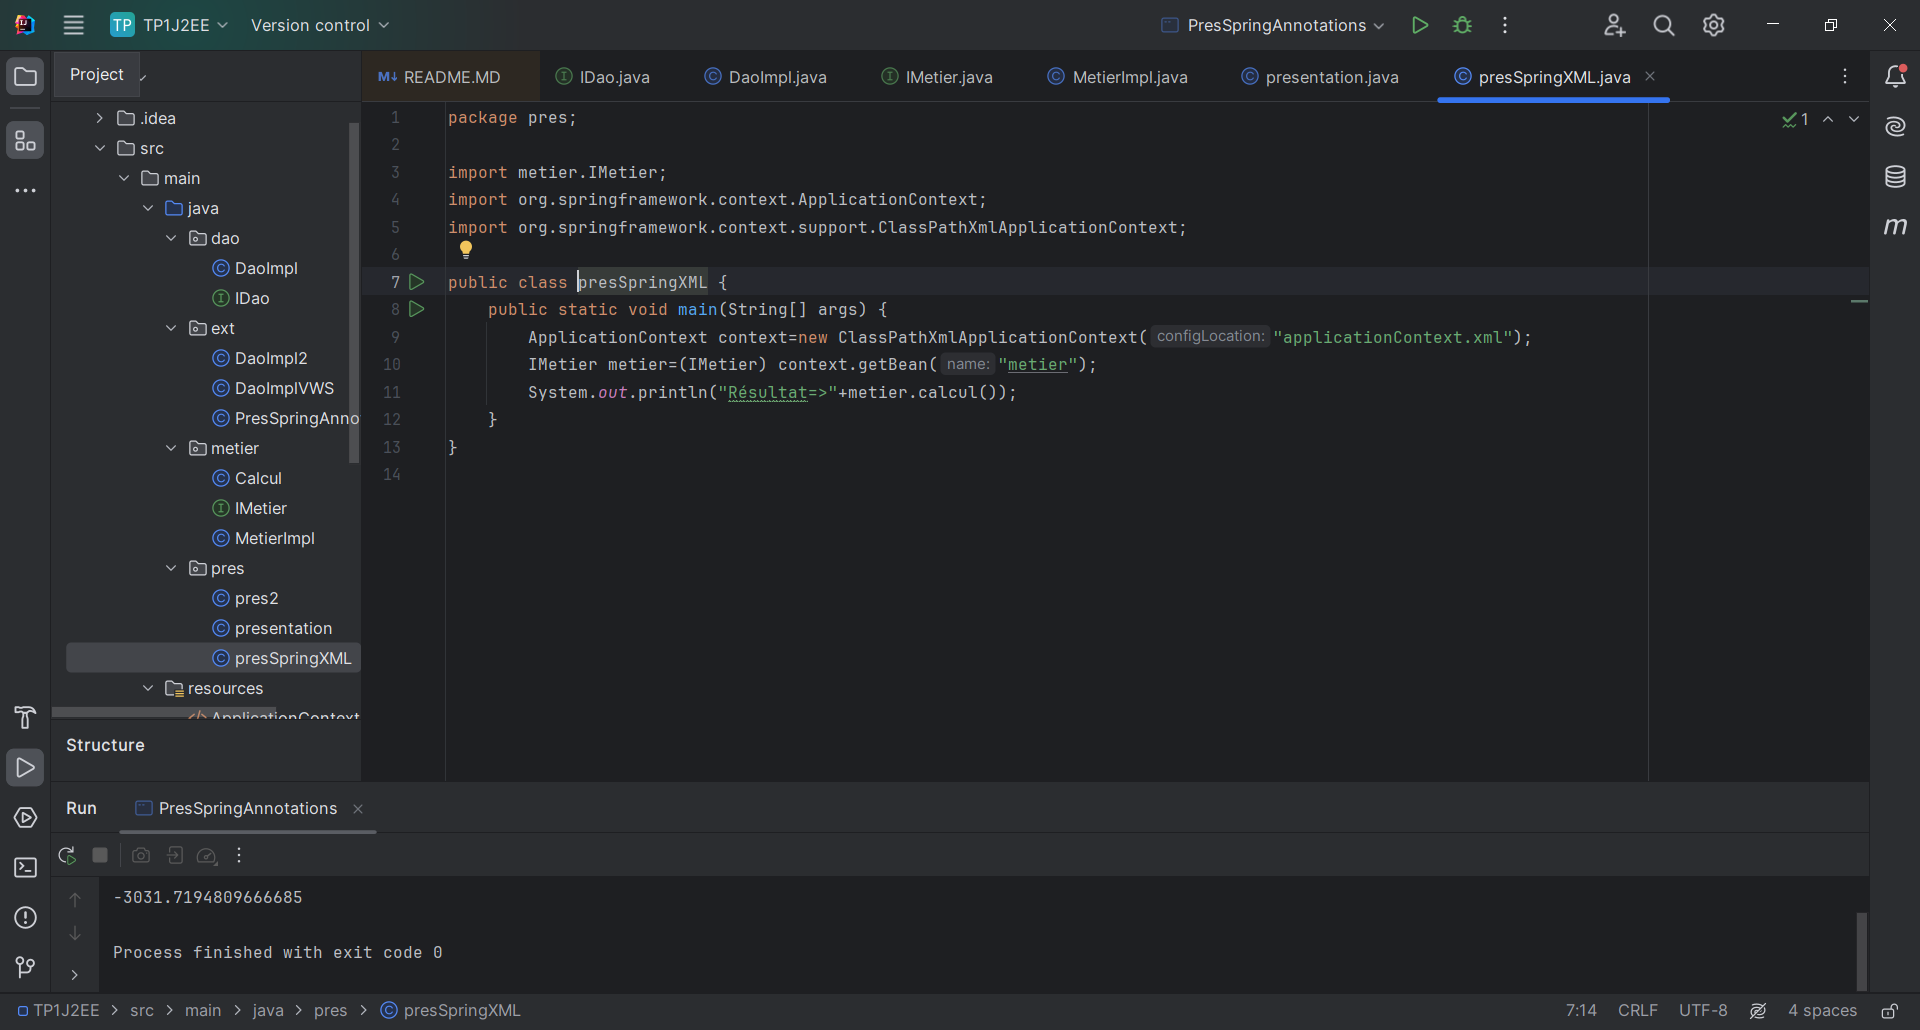 TP TP1J2EE Version control PresSpringAnnotations
Project
README.MD IDao.java DaoImpl.java IMetier.java MetierImpl.java presentation.java presSpringXML.java
.idea
src
main
java
dao
DaoImpl
IDao
ext
DaoImpl2
DaoImplVWS
PresSpringAnno
metier
Calcul
IMetier
MetierImpl
pres
pres2
presentation
presSpringXML
resources
ApplicationContext
Structure
1 package pres;
2
3 import metier.IMetier;
4 import org.springframework.context.ApplicationContext;
5 import org.springframework.context.support.ClassPathXmlApplicationContext;
6
7 public class presSpringXML {
8 public static void main(String[] args) {
9 ApplicationContext context=new ClassPathXmlApplicationContext( configLocation: "applicationContext.xml");
10 IMetier metier=(IMetier) context.getBean( name: "metier");
11 System.out.println("Résultat=>"+metier.calcul());
12 }
13 }
14
1
m
Run PresSpringAnnotations
-3031.7194809666685
Process finished with exit code 0
TP1J2EE > src > main > java > pres > presSpringXML 7:14 CRLF UTF-8 4 spaces